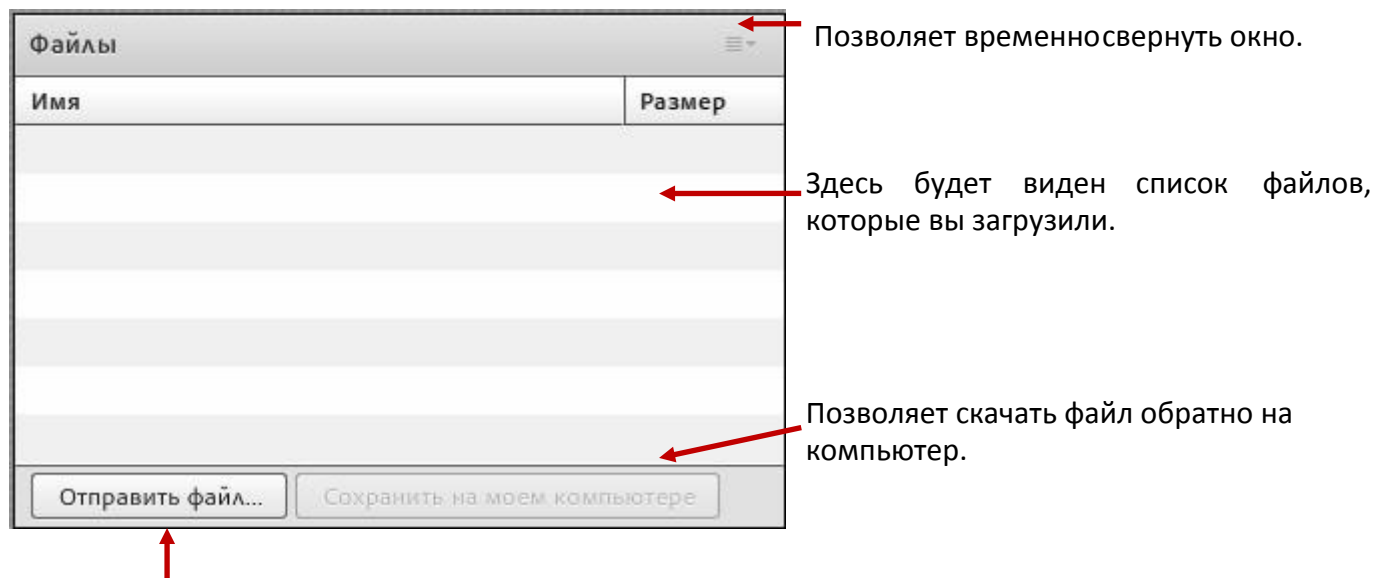 Файлы
Позволяет временносвернуть окно.
Имя Размер
Здесь будет виден список файлов,
которые вы загрузили.
Позволяет скачать файл обратно на
компьютер.
Отправить файл... Сохранить на моем компьютере